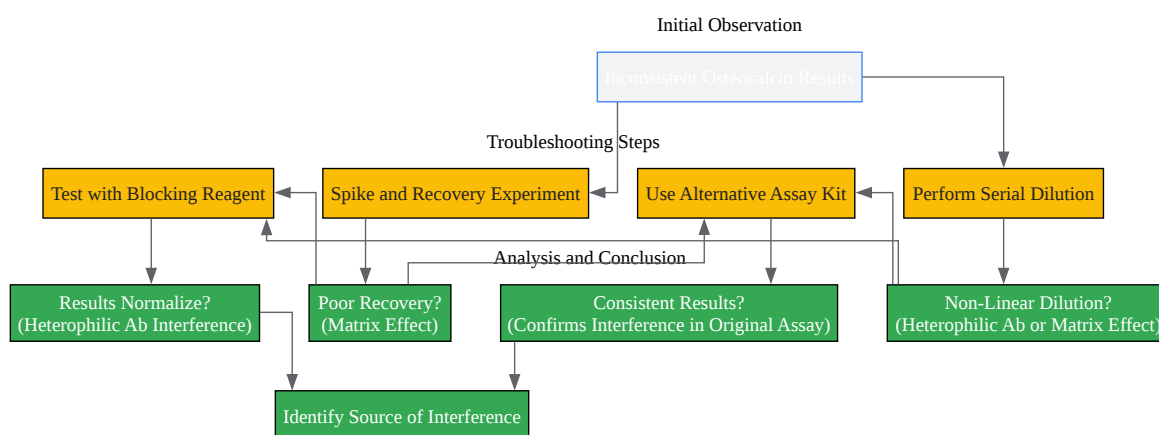 Initial Observation
Inconsistent Osteocalcin Results
Troubleshooting Steps
Test with Blocking Reagent
Spike and Recovery Experiment
Use Alternative Assay Kit
Perform Serial Dilution
Analysis and Conclusion
Results Normalize?
(Heterophilic Ab Interference)
Poor Recovery?
(Matrix Effect)
Consistent Results?
(Confirms Interference in Original Assay)
Non-Linear Dilution?
(Heterophilic Ab or Matrix Effect)
Identify Source of Interference